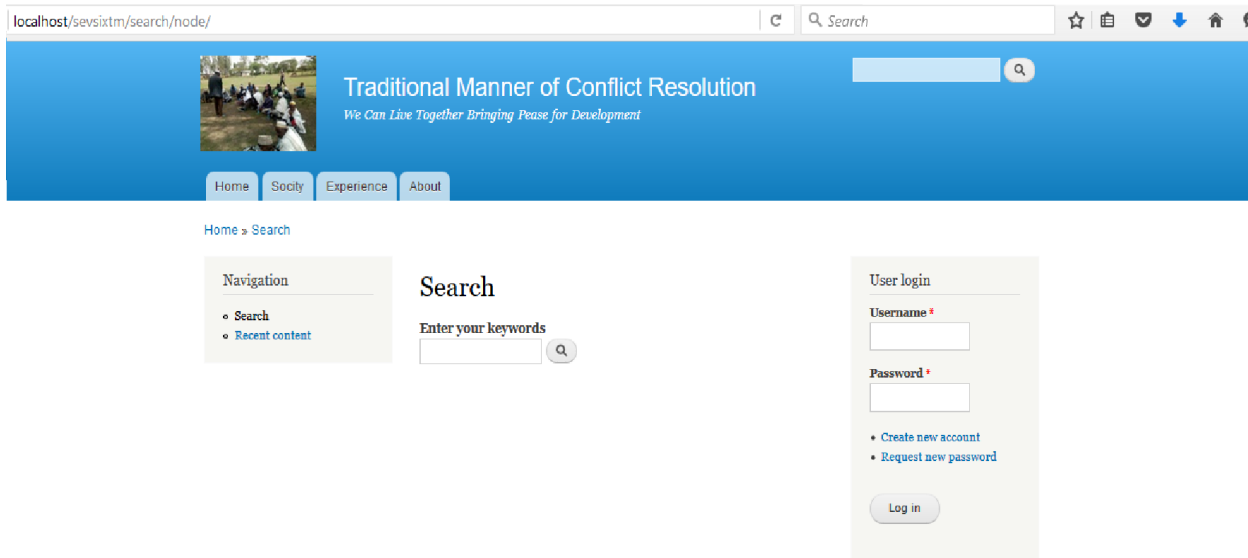 localhost/sevsixtm/search/node/
Search
Traditional Manner of Conflict Resolution
We Can Live Together Bringing Pease for Development
Home Socity Experience About
Home » Search
Navigation
Search
Recent content
Search
Enter your keywords
User login
Username *
Password *
Create new account
Request new password
Log in